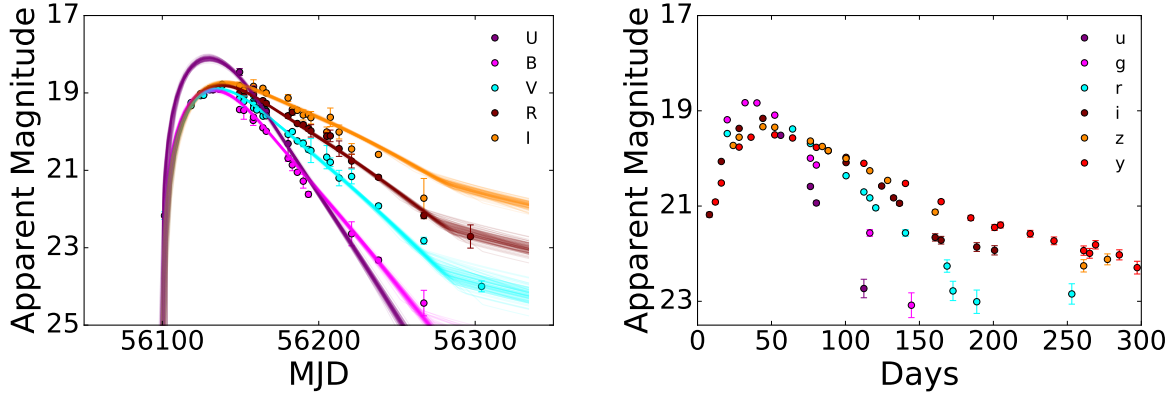 17
19
21
23
25
Apparent Magnitude
56100
56200
56300
MJD
U
B
V
R
I
17
19
21
23
Apparent Magnitude
0
50
100
150
200
250
300
Days
u
g
r
i
z
y